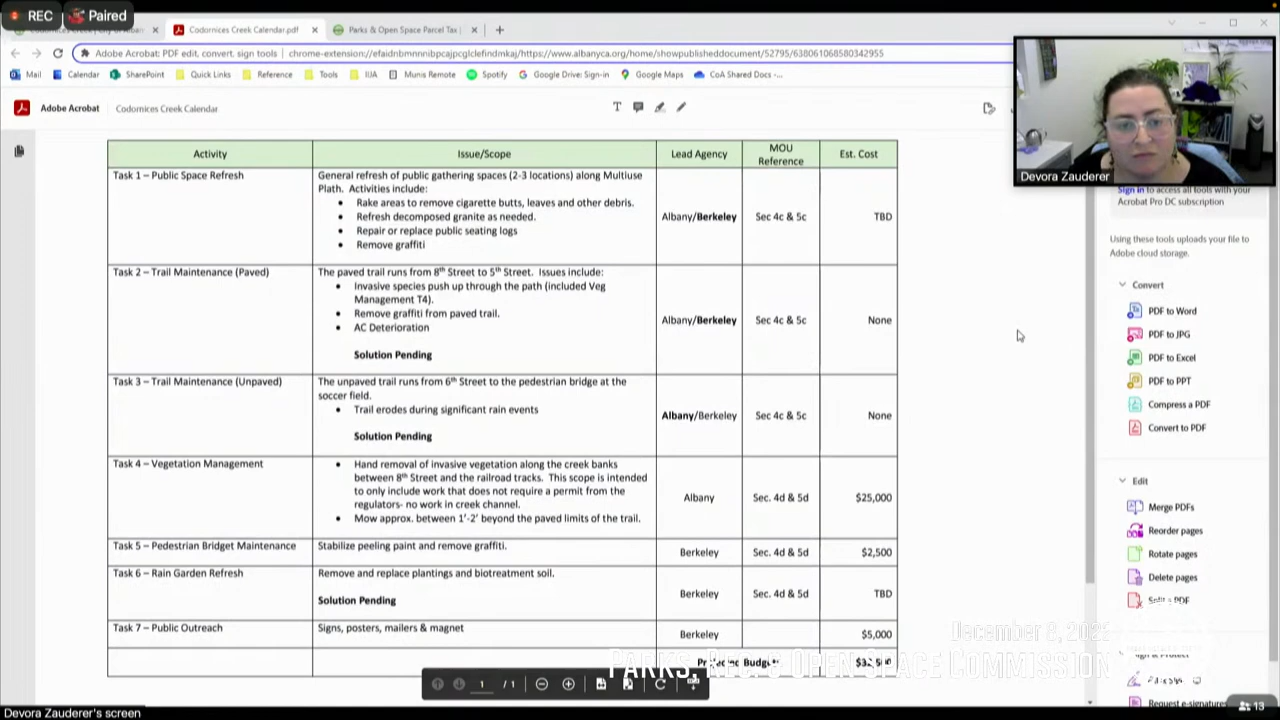 REC
Paired
Codornices Creek | City of Alban
Codornices Creek Calendar.pdf
Parks & Open Space Parcel Tax |
Adobe Acrobat: PDF edit, convert, sign tools | chrome-extension://efaidnbmnnnibpcajpcglclefindmkaj/https://www.albanyca.org/home/showpublisheddocument/52795/638061068580342955
Mail Calendar SharePoint Quick Links Reference Tools IIJA Munis Remote Spotify Google Drive: Sign-in Google Maps CoA Shared Docs -...
Adobe Acrobat Codornices Creek Calendar
Devora Zauderer
Activity Issue/Scope Lead Agency MOU Reference Est. Cost
Task 1 – Public Space Refresh
General refresh of public gathering spaces (2-3 locations) along Multiuse
Plath. Activities include:
• Rake areas to remove cigarette butts, leaves and other debris.
• Refresh decomposed granite as needed.
• Repair or replace public seating logs
• Remove graffiti
Albany/Berkeley Sec 4c & 5c TBD
Task 2 – Trail Maintenance (Paved)
The paved trail runs from 8th Street to 5th Street. Issues include:
• Invasive species push up through the path (included Veg
Management T4).
• Remove graffiti from paved trail.
• AC Deterioration
Solution Pending
Albany/Berkeley Sec 4c & 5c None
Task 3 – Trail Maintenance (Unpaved)
The unpaved trail runs from 6th Street to the pedestrian bridge at the
soccer field.
• Trail erodes during significant rain events
Solution Pending
Albany/Berkeley Sec 4c & 5c None
Task 4 – Vegetation Management
• Hand removal of invasive vegetation along the creek banks
between 8th Street and the railroad tracks. This scope is intended
to only include work that does not require a permit from the
regulators- no work in creek channel.
• Mow approx. between 1'-2' beyond the paved limits of the trail.
Albany Sec. 4d & 5d $25,000
Task 5 – Pedestrian Bridget Maintenance
Stabilize peeling paint and remove graffiti.
Berkeley Sec. 4d & 5d $2,500
Task 6 – Rain Garden Refresh
Remove and replace plantings and biotreatment soil.
Solution Pending
Berkeley Sec. 4d & 5d TBD
Task 7 – Public Outreach
Signs, posters, mailers & magnet
Berkeley $5,000
1 / 1
Sign in to access all tools with your
Acrobat Pro DC subscription
Using these tools uploads your file to
Adobe cloud storage.
Convert
PDF to Word
PDF to JPG
PDF to Excel
PDF to PPT
Compress a PDF
Convert to PDF
Edit
Merge PDFs
Reorder pages
Rotate pages
Delete pages
Split a PDF
Request e-signatures
December 8, 202
Parks, Rec, & Open Space Commission
Devora Zauderer's screen
13